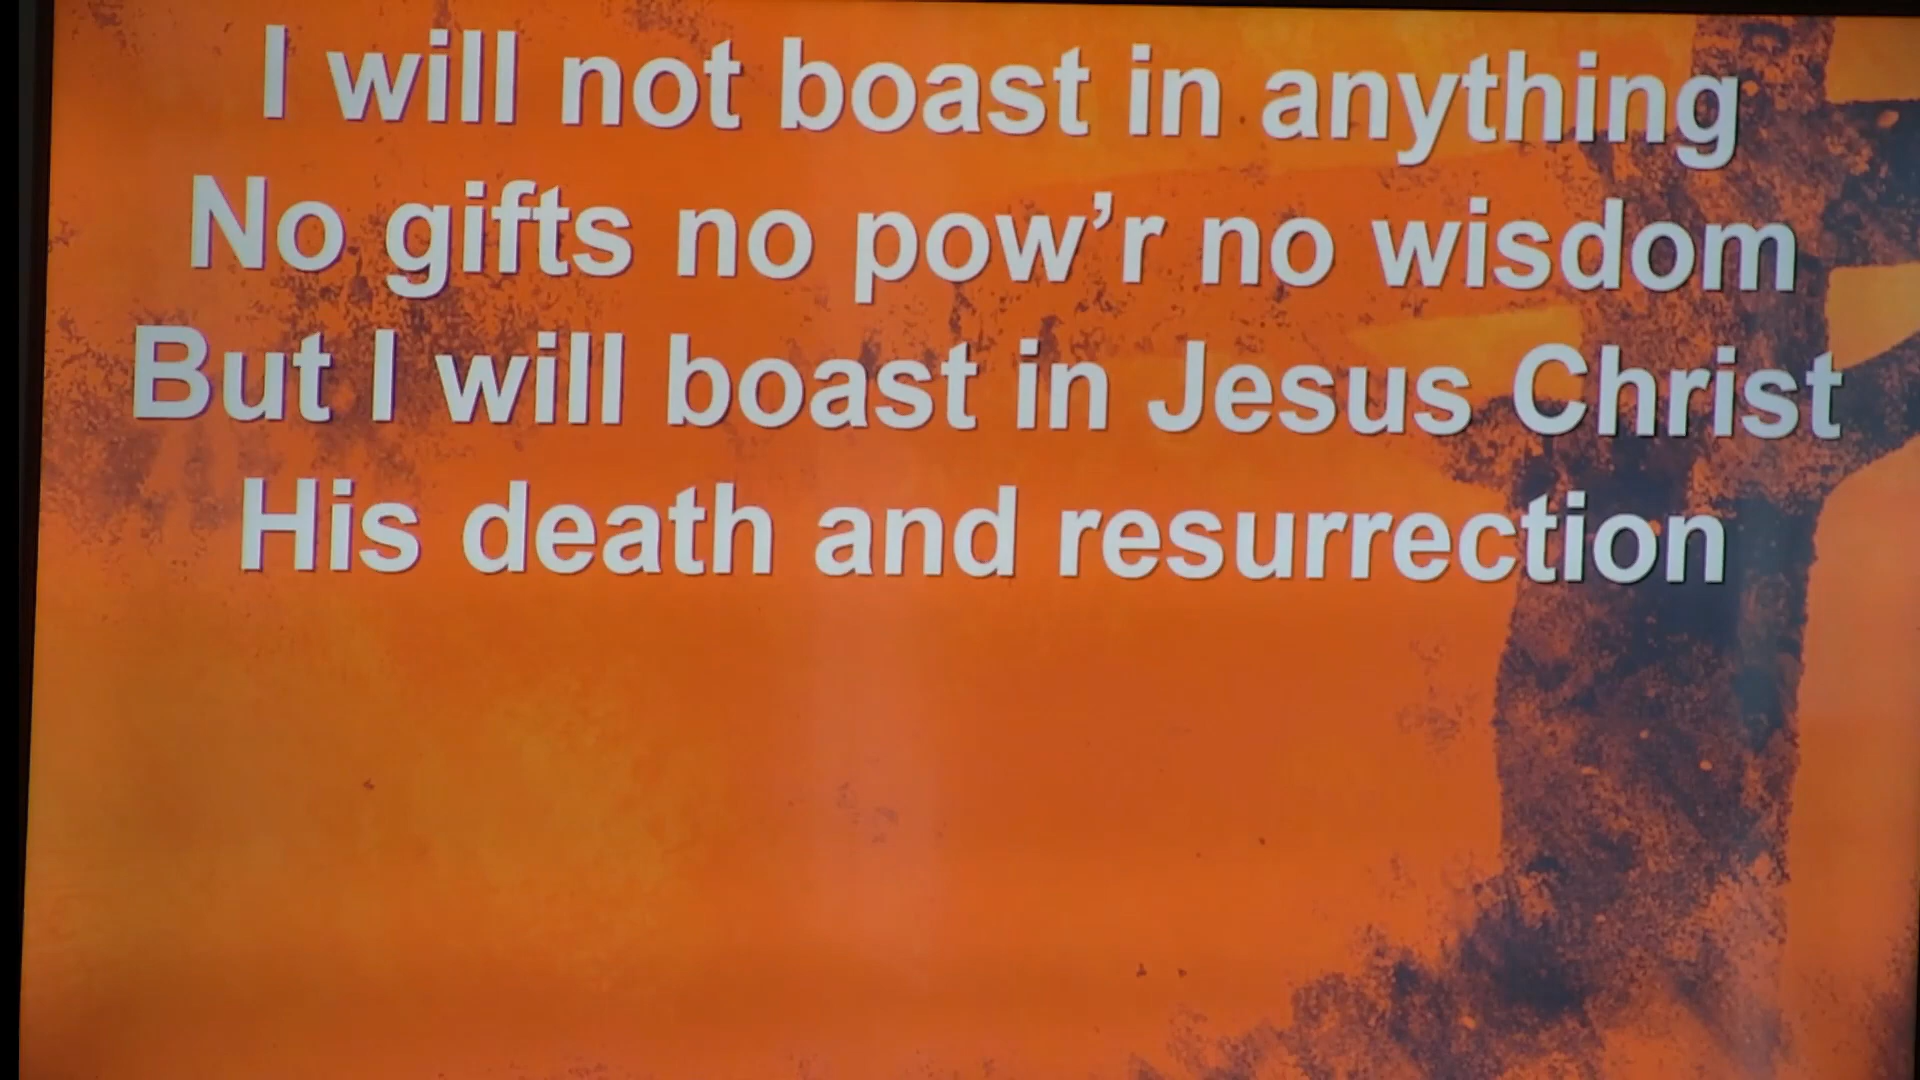 I will not boast in anything
No gifts no pow’r no wisdom
But I will boast in Jesus Christ
His death and resurrection